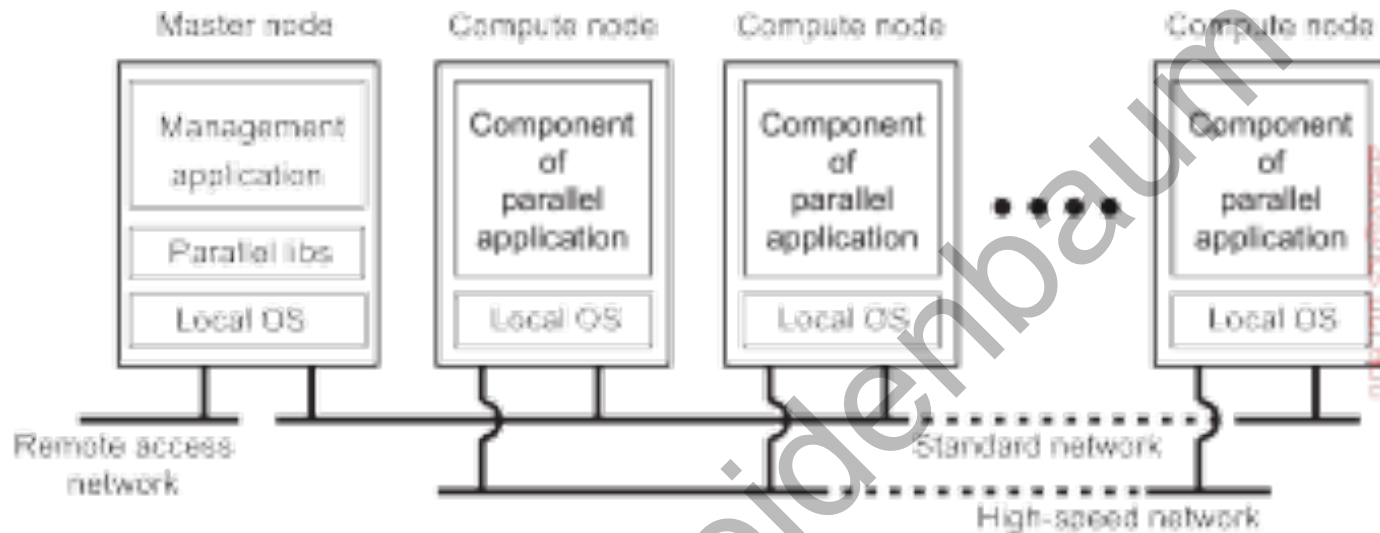 Master node
Compute node
Compute node
Compute node
Management
application
Parallel libs
Local OS
Component
of
parallel
application
Local OS
Component
of
parallel
application
Local OS
Component
of
parallel
application
Local OS
Remote access
network
Standard network
High-speed network